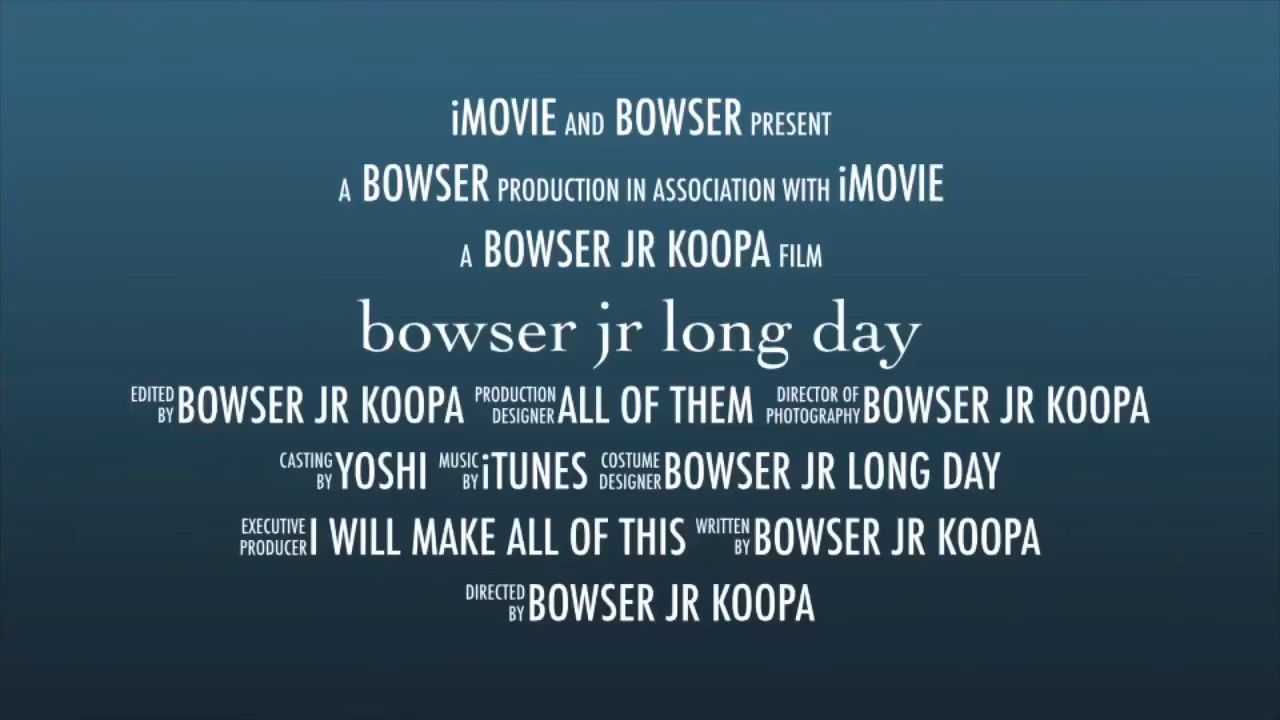 iMOVIE AND BOWSER PRESENT
A BOWSER PRODUCTION IN ASSOCIATION WITH iMOVIE
A BOWSER JR KOOPA FILM
bowser jr long day
EDITED BY BOWSER JR KOOPA PRODUCTION DESIGNER ALL OF THEM DIRECTOR OF PHOTOGRAPHY BOWSER JR KOOPA
CASTING BY YOSHI MUSIC BY iTUNES COSTUME DESIGNER BOWSER JR LONG DAY
EXECUTIVE PRODUCER I WILL MAKE ALL OF THIS WRITTEN BY BOWSER JR KOOPA
DIRECTED BY BOWSER JR KOOPA